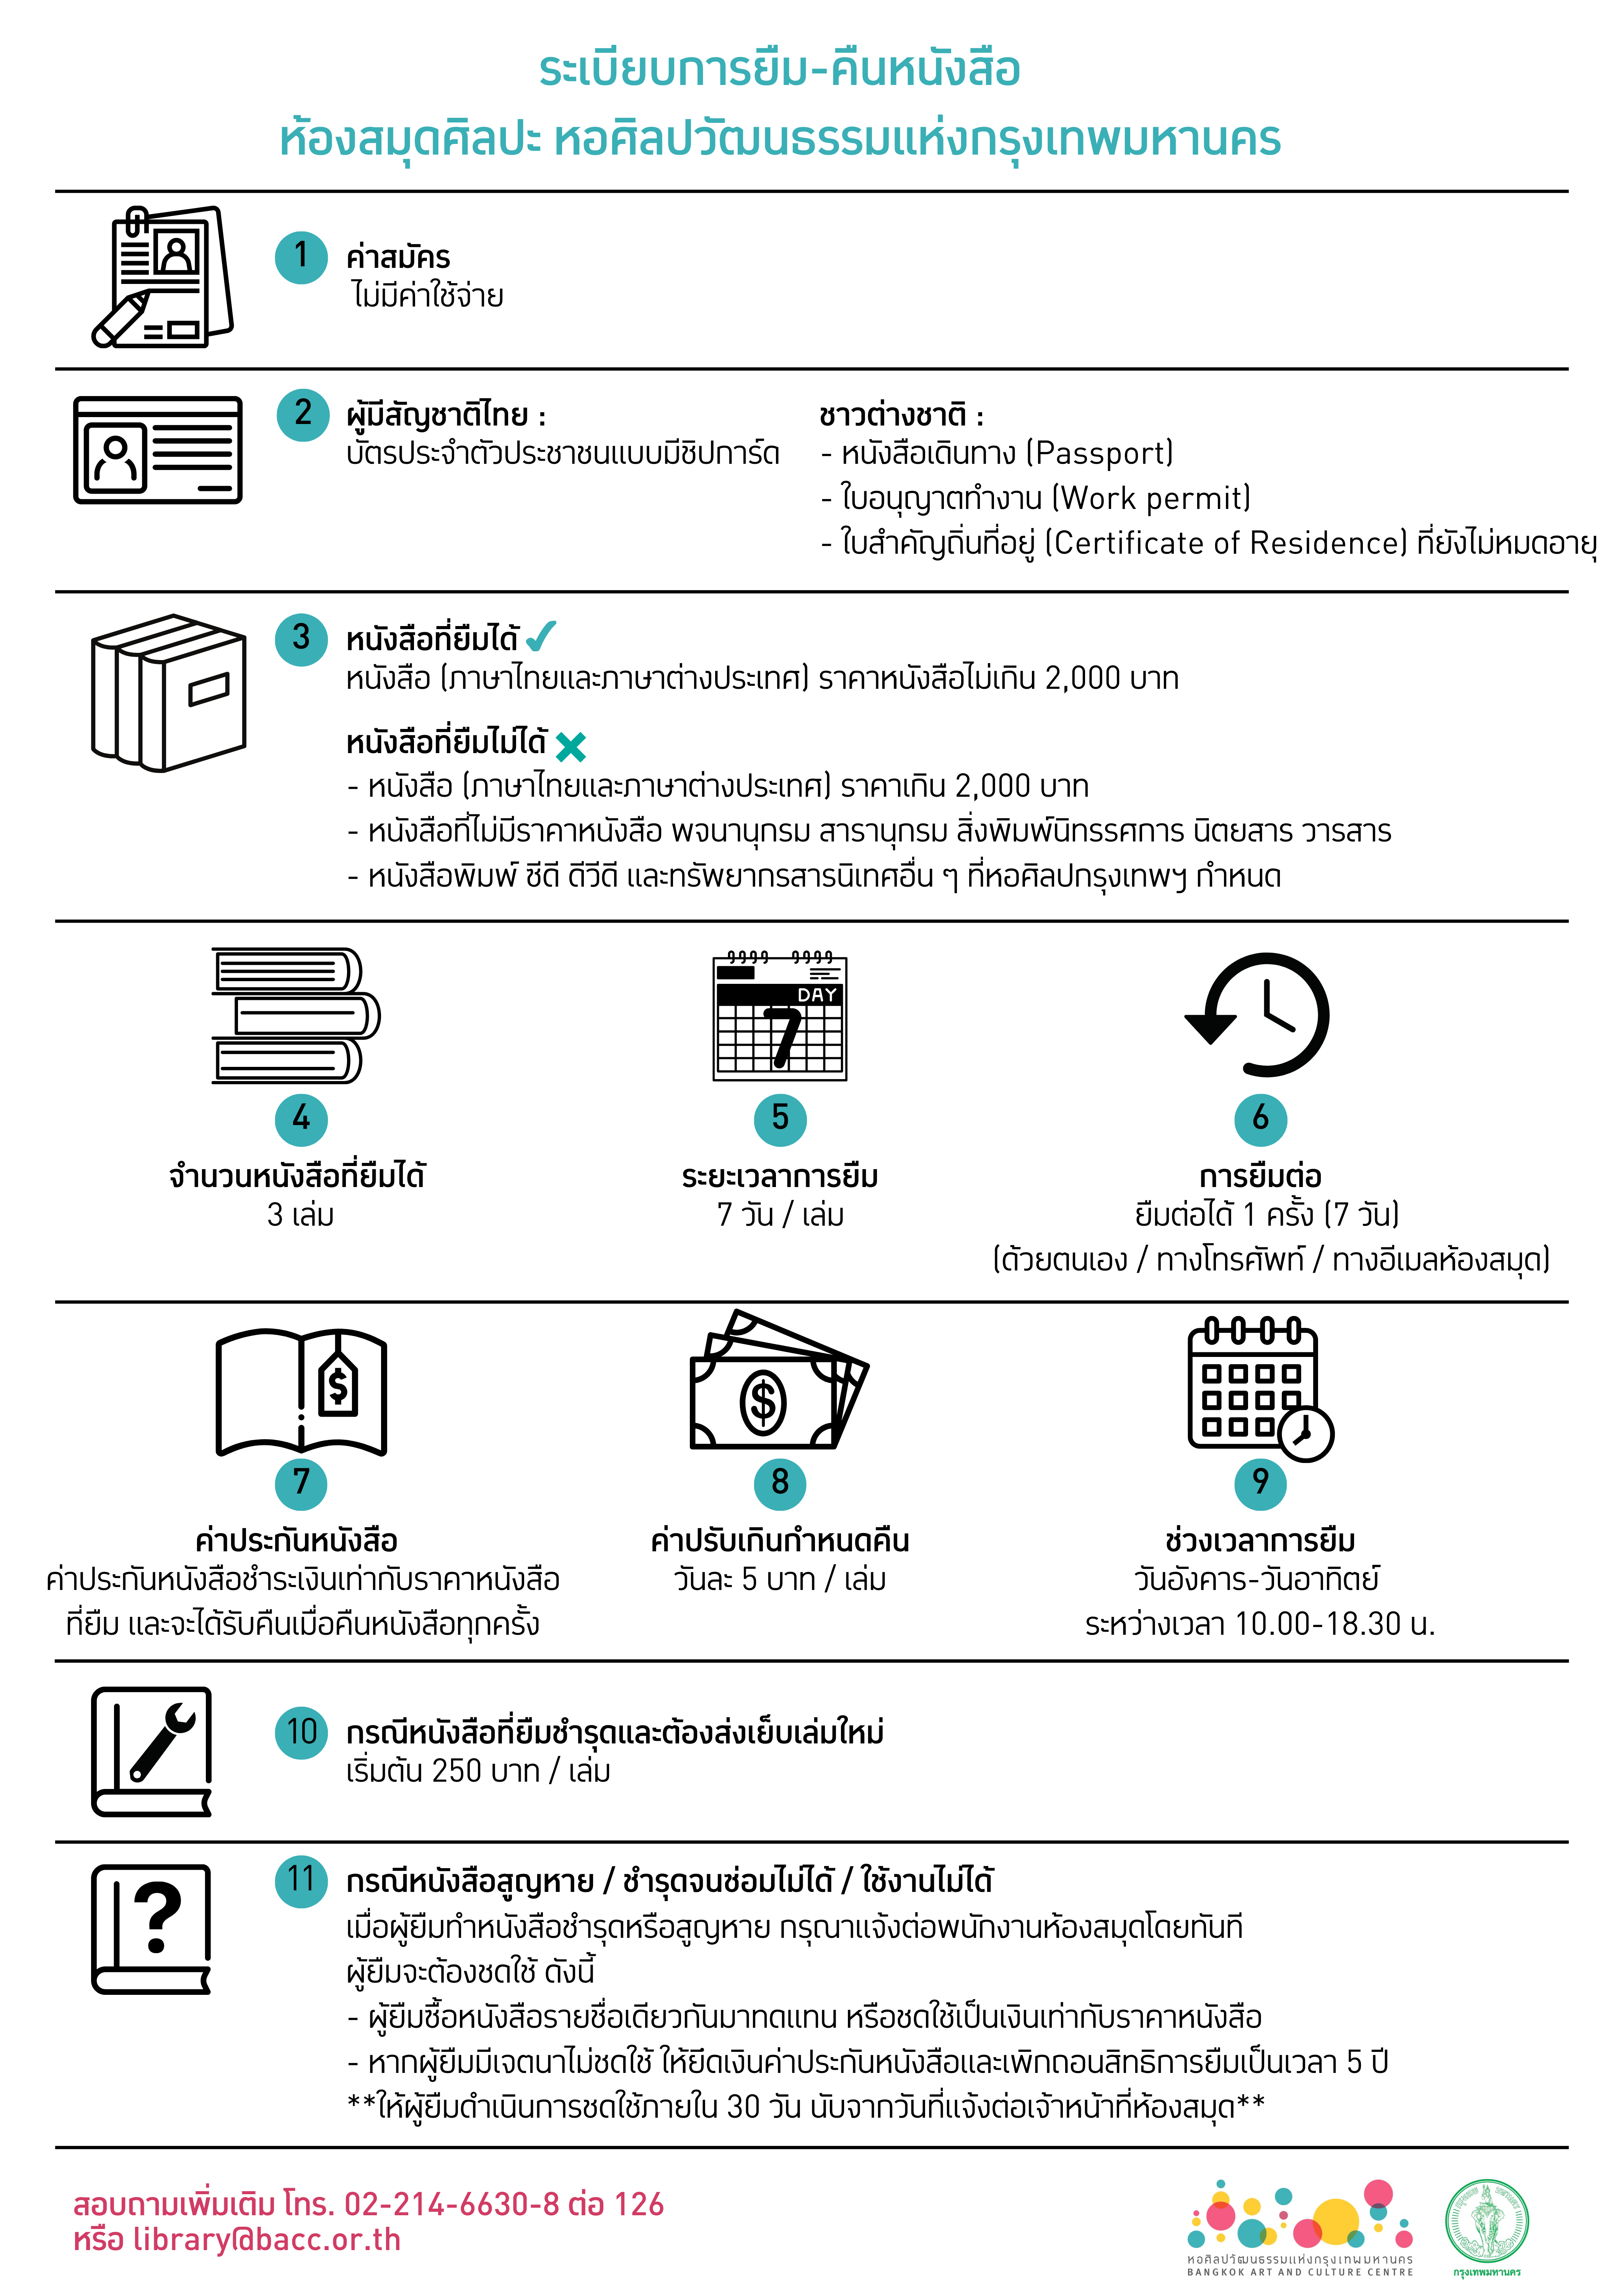 ระเบียบการยืม-คืนหนังสือ
ห้องสมุดศิลปะ หอศิลปวัฒนธรรมแห่งกรุงเทพมหานคร
1 ค่าสมัคร
ไม่มีค่าใช้จ่าย
2 ผู้มีสัญชาติไทย :
บัตรประจำตัวประชาชนแบบมีชิปการ์ด
ชาวต่างชาติ :
- หนังสือเดินทาง (Passport)
- ใบอนุญาตทำงาน (Work permit)
- ใบสำคัญถิ่นที่อยู่ (Certificate of Residence) ที่ยังไม่หมดอายุ
3 หนังสือที่ยืมได้
หนังสือ (ภาษาไทยและภาษาต่างประเทศ) ราคาหนังสือไม่เกิน 2,000 บาท
หนังสือที่ยืมไม่ได้
- หนังสือ (ภาษาไทยและภาษาต่างประเทศ) ราคาเกิน 2,000 บาท
- หนังสือที่ไม่มีราคาหนังสือ พจนานุกรม สารานุกรม สิ่งพิมพ์นิทรรศการ นิตยสาร วารสาร
- หนังสือพิมพ์ ซีดี ดีวีดี และทรัพยากรสารนิเทศอื่น ๆ ที่หอศิลปกรุงเทพฯ กำหนด
4
จำนวนหนังสือที่ยืมได้
3 เล่ม
DAY
7
5
ระยะเวลาการยืม
7 วัน / เล่ม
6
การยืมต่อ
ยืมต่อได้ 1 ครั้ง (7 วัน)
(ด้วยตนเอง / ทางโทรศัพท์ / ทางอีเมลห้องสมุด)
$
7
ค่าประกันหนังสือ
ค่าประกันหนังสือชำระเงินเท่ากับราคาหนังสือ
ที่ยืม และจะได้รับคืนเมื่อคืนหนังสือทุกครั้ง
$
8
ค่าปรับเกินกำหนดคืน
วันละ 5 บาท / เล่ม
9
ช่วงเวลาการยืม
วันอังคาร-วันอาทิตย์
ระหว่างเวลา 10.00-18.30 น.
10 กรณีหนังสือที่ยืมชำรุดและต้องส่งเย็บเล่มใหม่
เริ่มต้น 250 บาท / เล่ม
?
11 กรณีหนังสือสูญหาย / ชำรุดจนซ่อมไม่ได้ / ใช้งานไม่ได้
เมื่อผู้ยืมทำหนังสือชำรุดหรือสูญหาย กรุณาแจ้งต่อพนักงานห้องสมุดโดยทันที
ผู้ยืมจะต้องชดใช้ ดังนี้
- ผู้ยืมซื้อหนังสือรายชื่อเดียวกันมาทดแทน หรือชดใช้เป็นเงินเท่ากับราคาหนังสือ
- หากผู้ยืมมีเจตนาไม่ชดใช้ ให้ยึดเงินค่าประกันหนังสือและเพิกถอนสิทธิการยืมเป็นเวลา 5 ปี
**ให้ผู้ยืมดำเนินการชดใช้ภายใน 30 วัน นับจากวันที่แจ้งต่อเจ้าหน้าที่ห้องสมุด**
สอบถามเพิ่มเติม โทร. 02-214-6630-8 ต่อ 126
หรือ library@bacc.or.th
หอศิลปวัฒนธรรมแห่งกรุงเทพมหานคร
BANGKOK ART AND CULTURE CENTRE
กรุงเทพมหานคร